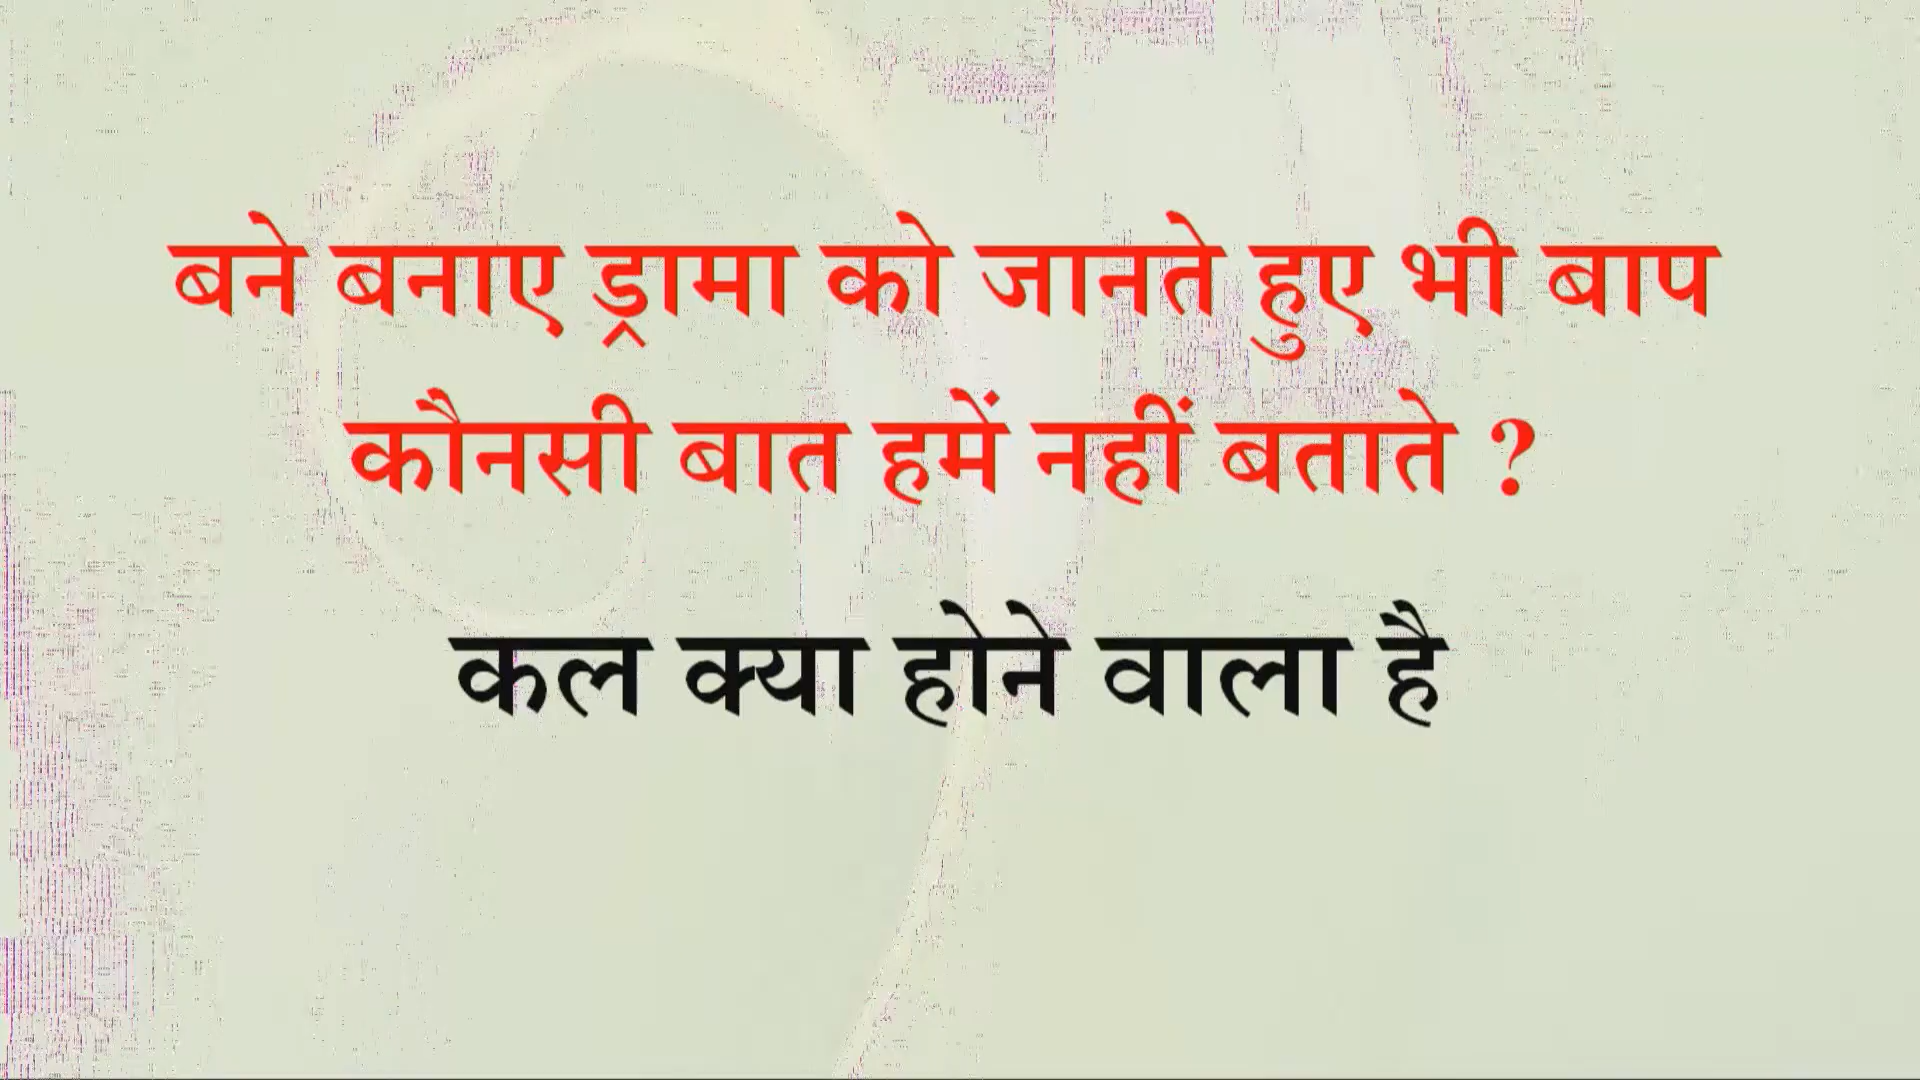 बने बनाए ड्रामा को जानते हुए भी बाप
कौनसी बात हमें नहीं बताते ?
कल क्या होने वाला है